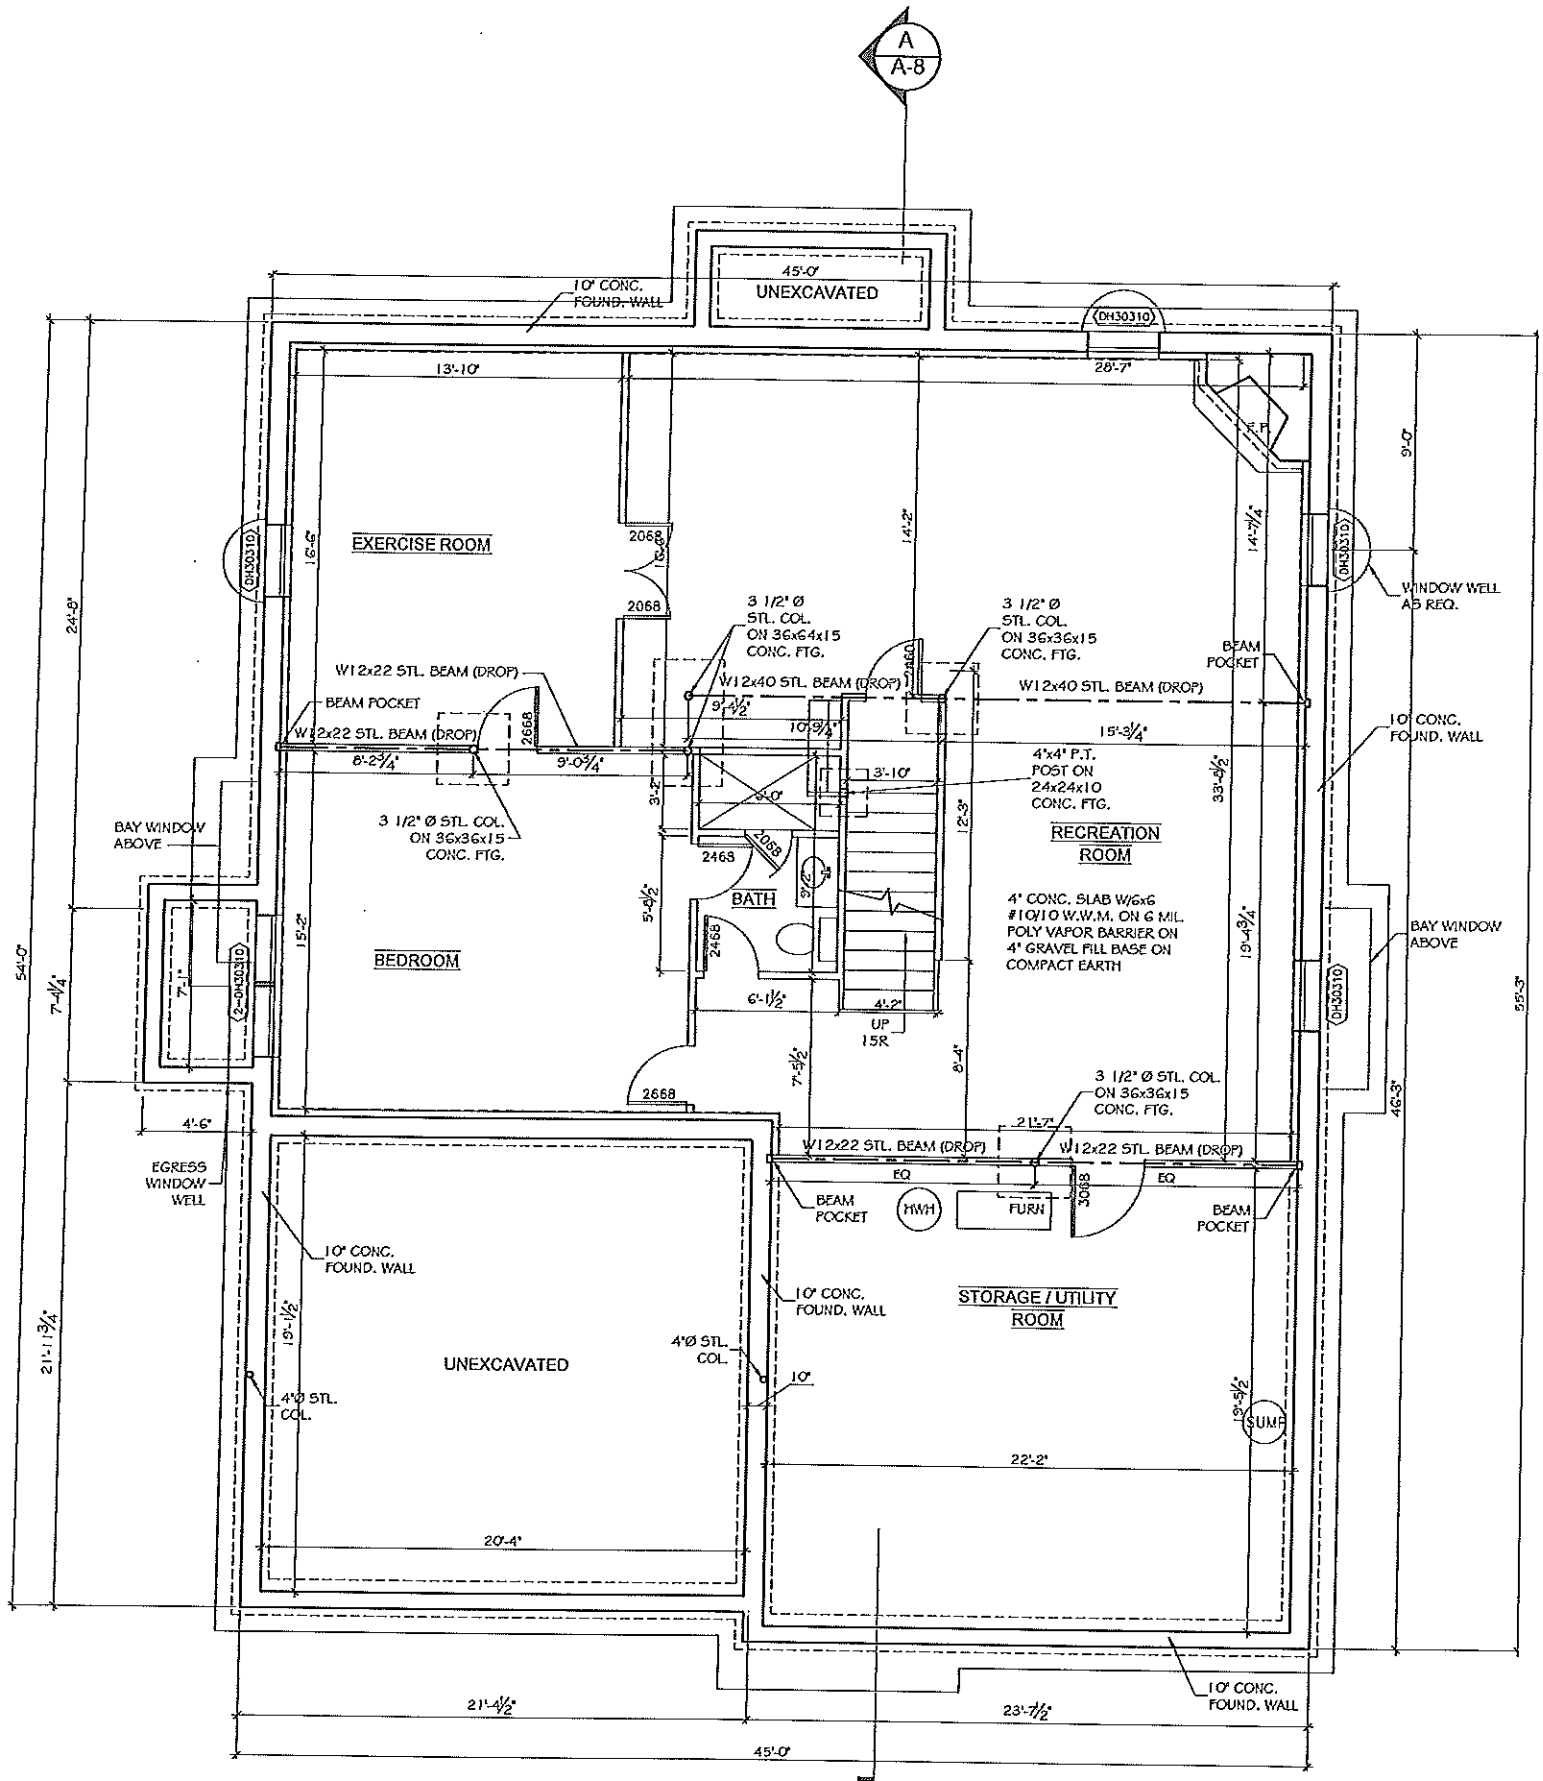 A
A-8
45'-0"
UNEXCAVATED
10" CONC.
FOUND. WALL
DH30310
13'-10"
28'-7"
F.P.
9'-0"
16'-6"
EXERCISE ROOM
DH30310
2068
14'-2"
14'-7 1/4"
DH30310
WINDOW WELL
AS REQ.
24'-8"
2068
3 1/2" Ø
STL. COL.
ON 36x64x15
CONC. FTG.
3 1/2" Ø
STL. COL.
ON 36x36x15
CONC. FTG.
BEAM
POCKET
W12x22 STL. BEAM (DROP)
W12x40 STL. BEAM (DROP)
W12x40 STL. BEAM (DROP)
BEAM POCKET
9'-4 1/2"
10'-9 1/4"
15'-3 1/4"
10" CONC.
FOUND. WALL
W12x22 STL. BEAM (DROP)
2668
8'-2 3/4"
9'-0 3/4"
3'-2"
3'-10"
4"x4" P.T.
POST ON
24x24x10
CONC. FTG.
33'-8 1/2"
12'-3"
3 1/2" Ø STL. COL.
ON 36x36x15
CONC. FTG.
BAY WINDOW
ABOVE
2468
2068
RECREATION
ROOM
BATH
9'-2"
5'-8 1/2"
2468
4" CONC. SLAB W/6x6
#10/10 W.W.M. ON 6 MIL.
POLY VAPOR BARRIER ON
4" GRAVEL FILL BASE ON
COMPACT EARTH
19'-4 3/4"
BAY WINDOW
ABOVE
15'-2"
BEDROOM
54'-0"
7'-4 1/4"
7'-1"
2-DH30310
DH30310
55'-3"
6'-1 1/2"
4'-2"
UP
15R
7'-5 1/2"
8'-4"
2668
3 1/2" Ø STL. COL.
ON 36x36x15
CONC. FTG.
46'-3"
4'-6"
21'-7"
W12x22 STL. BEAM (DROP)
W12x22 STL. BEAM (DROP)
EGRESS
WINDOW
WELL
EQ
EQ
BEAM
POCKET
HWH
FURN
3068
BEAM
POCKET
10" CONC.
FOUND. WALL
10" CONC.
FOUND. WALL
STORAGE / UTILITY
ROOM
19'-1 1/2"
21'-11 3/4"
UNEXCAVATED
4"Ø STL.
COL.
10"
4"Ø STL.
COL.
19'-5 1/2"
SUMP
22'-2"
20'-4"
10" CONC.
FOUND. WALL
21'-4 1/2"
23'-7 1/2"
45'-0"